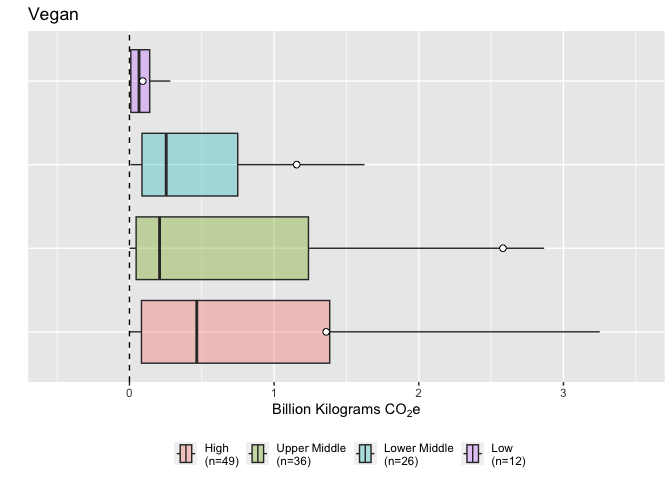 Vegan
0 1 2 3
Billion Kilograms CO₂e
High Upper Middle Lower Middle Low
(n=49) (n=36) (n=26) (n=12)